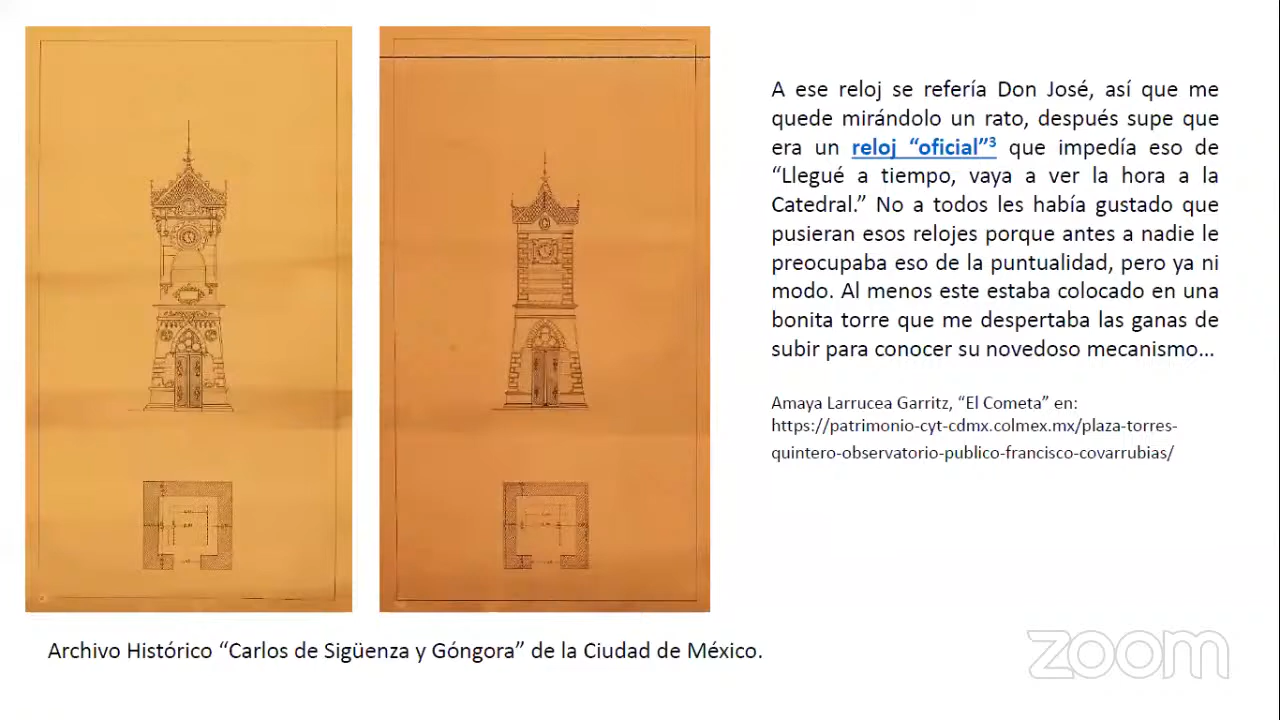 A ese reloj se refería Don José, así que me
quede mirándolo un rato, después supe que
era un reloj “oficial”³ que impedía eso de
“Llegué a tiempo, vaya a ver la hora a la
Catedral.” No a todos les había gustado que
pusieran esos relojes porque antes a nadie le
preocupaba eso de la puntualidad, pero ya ni
modo. Al menos este estaba colocado en una
bonita torre que me despertaba las ganas de
subir para conocer su novedoso mecanismo…
Amaya Larrucea Garritz, “El Cometa” en:
https://patrimonio-cyt-cdmx.colmex.mx/plaza-torres-
quintero-observatorio-publico-francisco-covarrubias/
Archivo Histórico “Carlos de Sigüenza y Góngora” de la Ciudad de México.
zoom